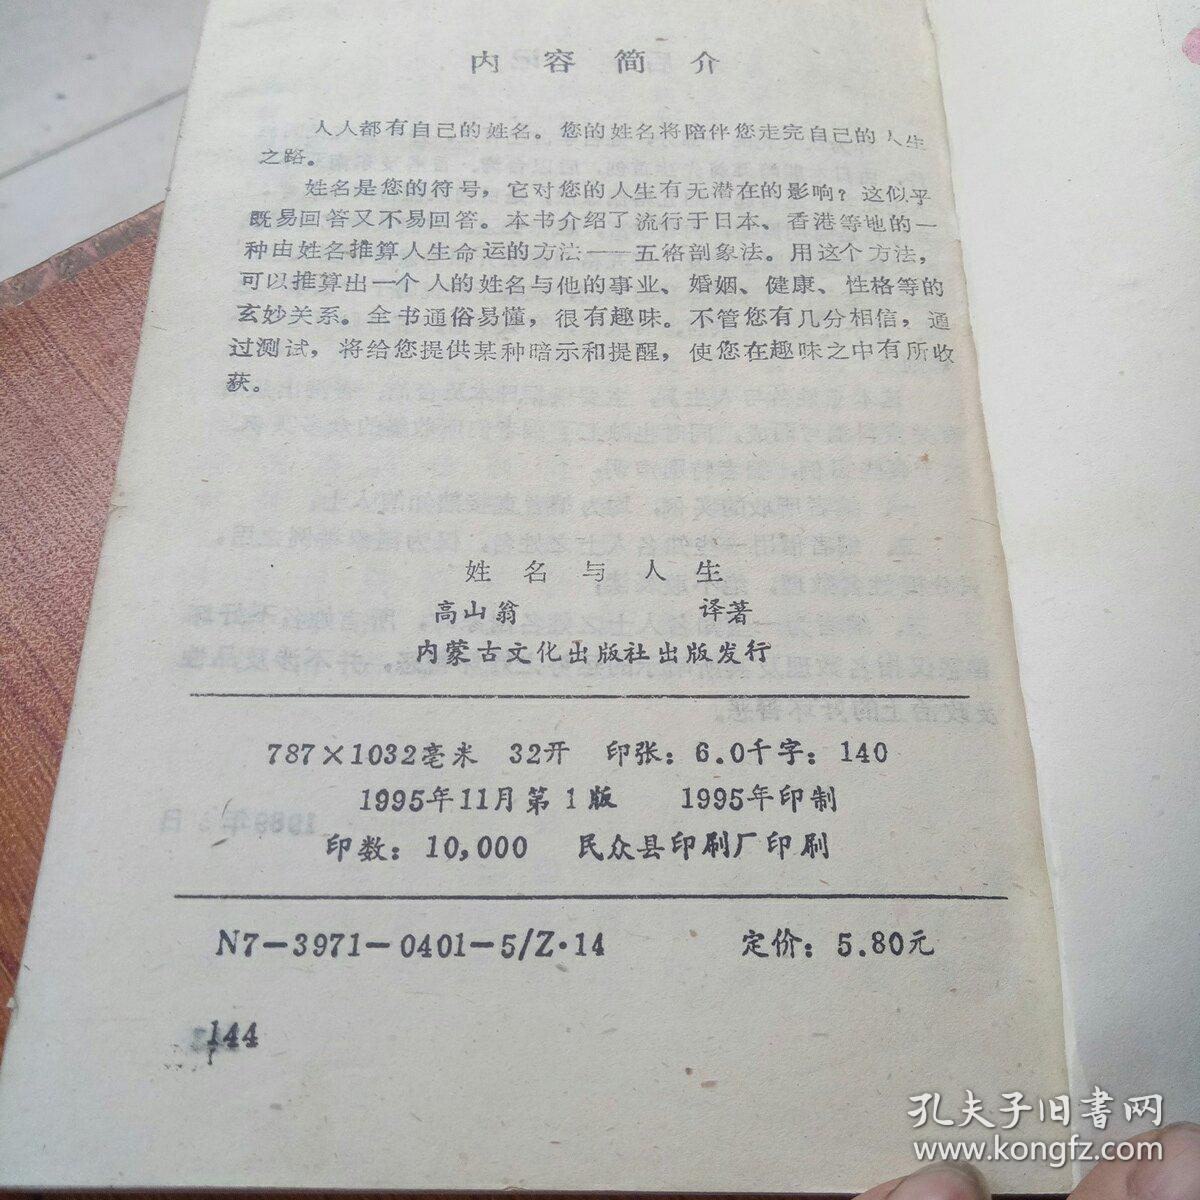 内容简介
人人都有自己的姓名。您的姓名将陪伴您走完自己的人生
之路。
姓名是您的符号，它对您的人生有无潜在的影响？这似乎
既易回答又不易回答。本书介绍了流行于日本、香港等地的一
种由姓名推算人生命运的方法——五格剖象法。用这个方法，
可以推算出一个人的姓名与他的事业、婚姻、健康、性格等的
玄妙关系。全书通俗易懂，很有趣味。不管您有几分相信，通
过测试，将给您提供某种暗示和提醒，使您在趣味之中有所收
获。
姓名与人生
高山翁 译著
内蒙古文化出版社出版发行
787×1032毫米 32开 印张：6.0千字：140
1995年11月第1版 1995年印制
印数：10,000 民众县印刷厂印刷
N7-3971-0401-5/Z·14 定价：5.80元
144
孔夫子旧书网
www.kongfz.com